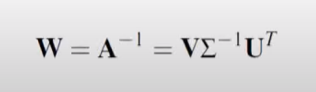 W = A⁻¹ = VΣ⁻¹Uᵀ